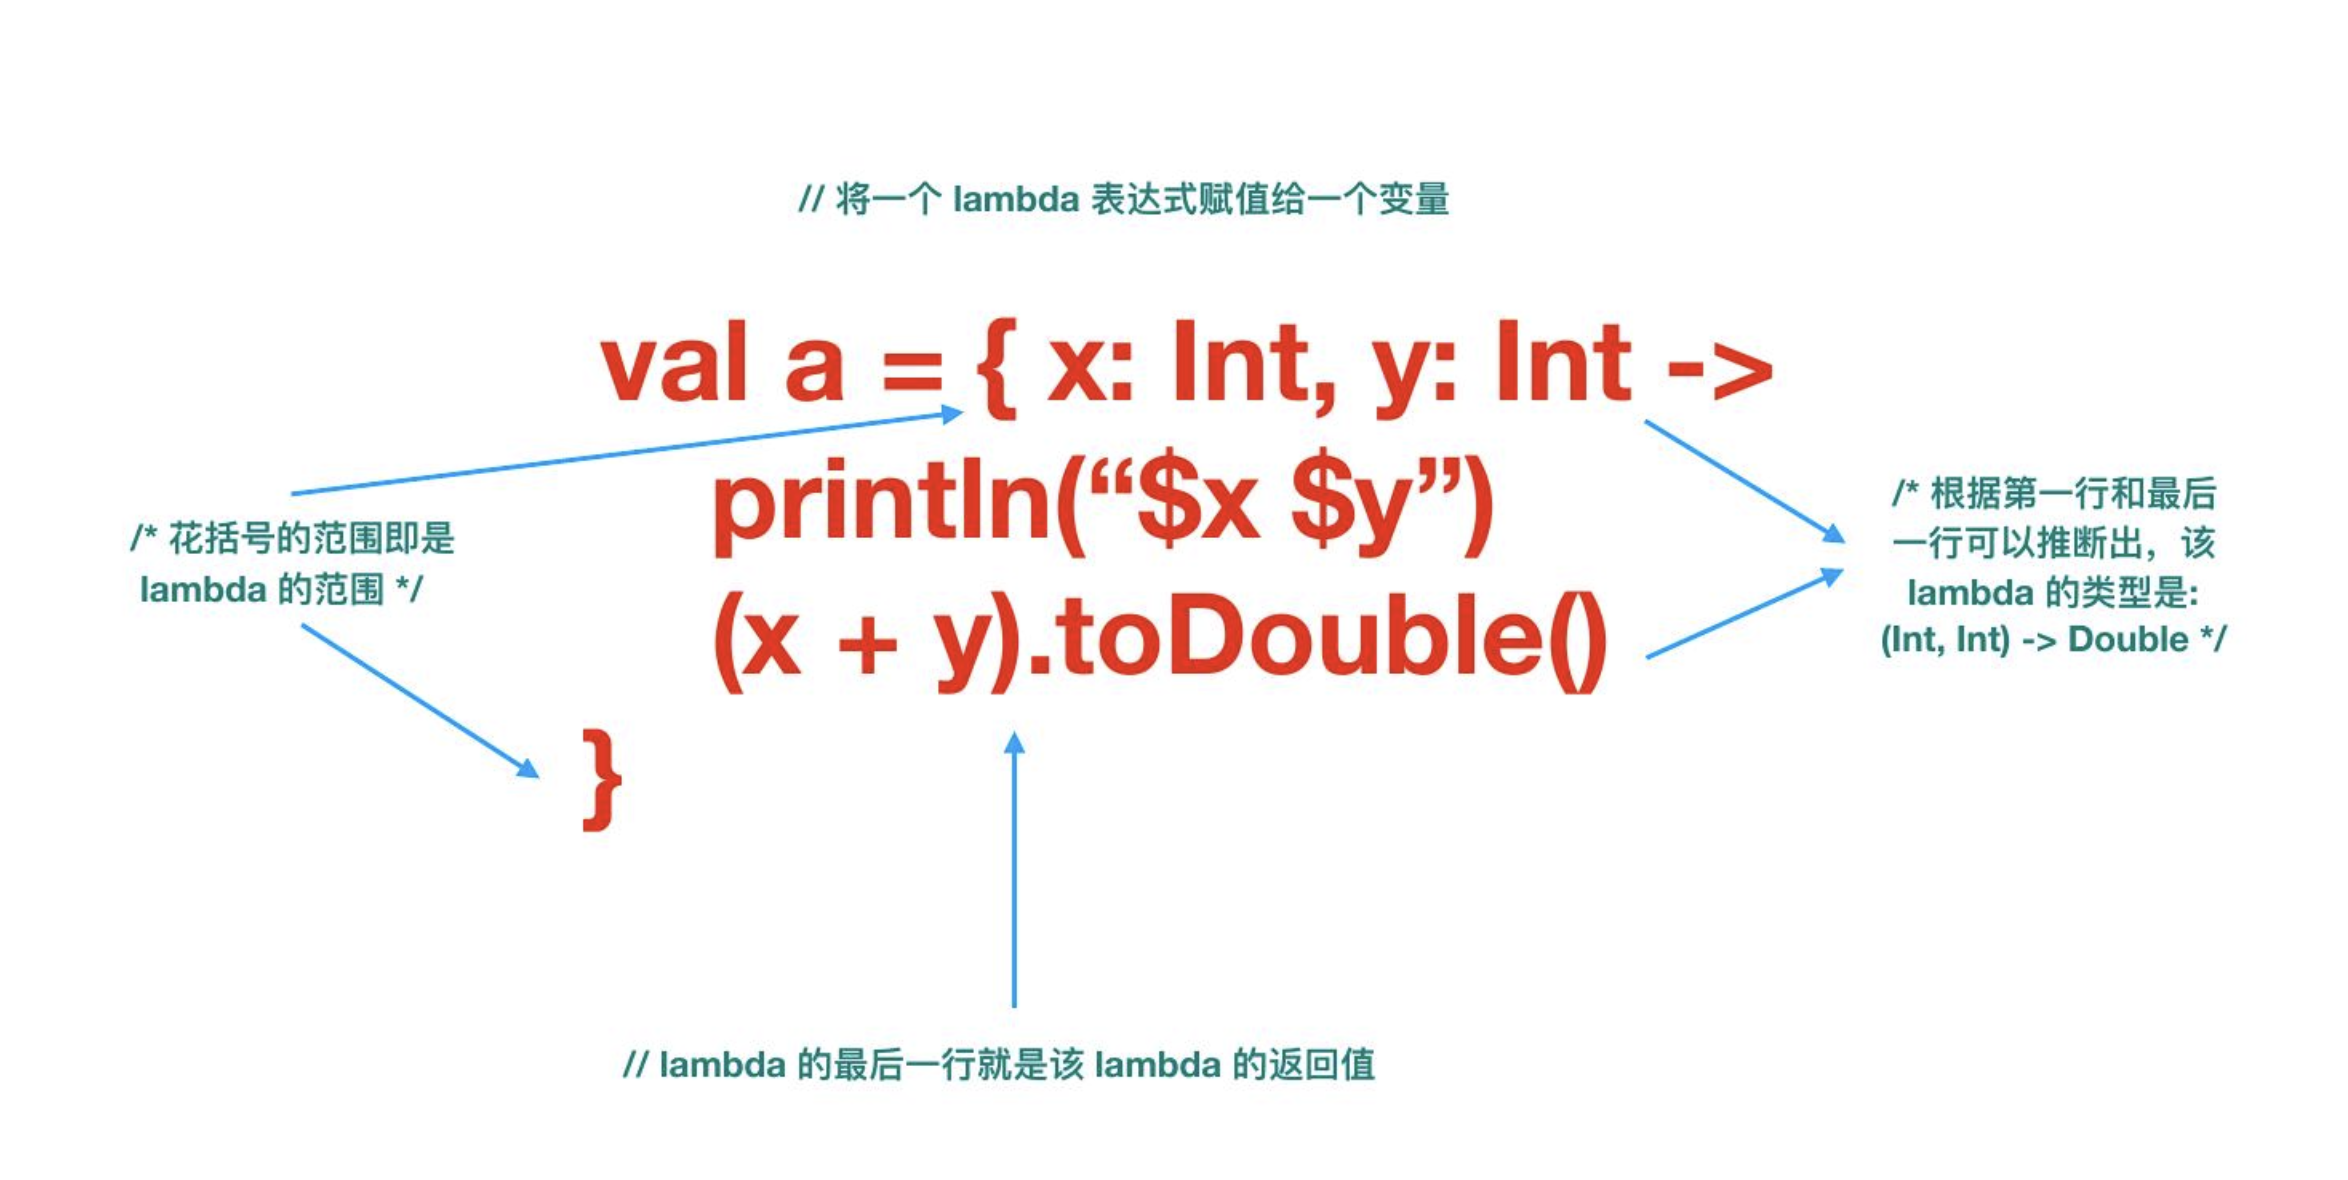 // 将一个 lambda 表达式赋值给一个变量
val a = { x: Int, y: Int ->
println(“$x $y”)
(x + y).toDouble()
}
/* 花括号的范围即是
lambda 的范围 */
/* 根据第一行和最后
一行可以推断出，该
lambda 的类型是:
(Int, Int) -> Double */
// lambda 的最后一行就是该 lambda 的返回值